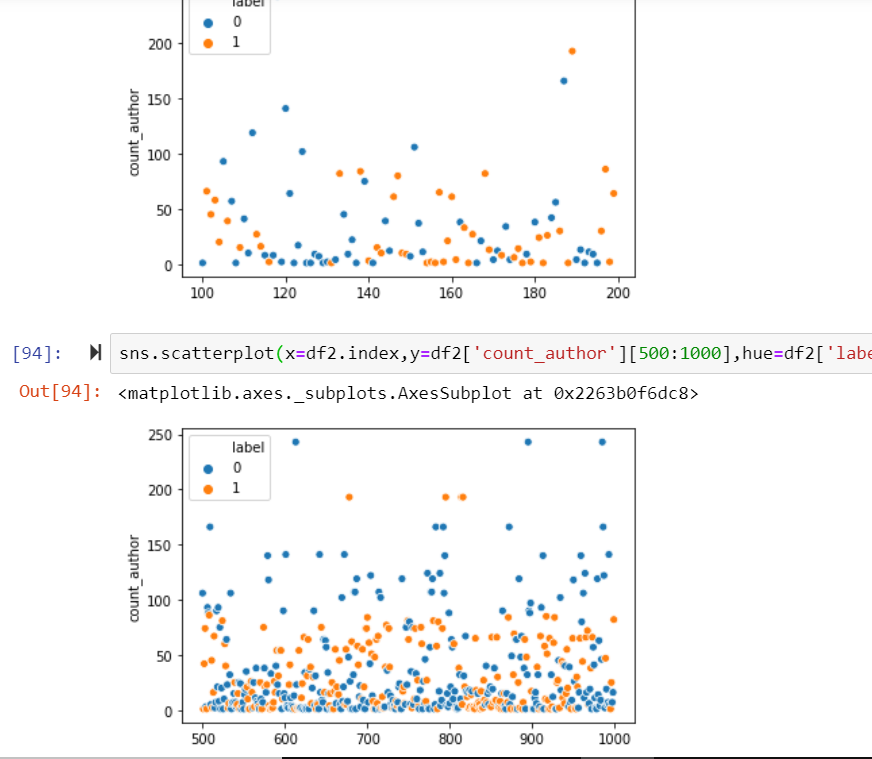 label
0
1
200
150
100
50
0
count_author
100 120 140 160 180 200
[94]: sns.scatterplot(x=df2.index,y=df2['count_author'][500:1000],hue=df2['labe
Out[94]: <matplotlib.axes._subplots.AxesSubplot at 0x2263b0f6dc8>
250
label
0
1
200
150
100
50
0
count_author
500 600 700 800 900 1000